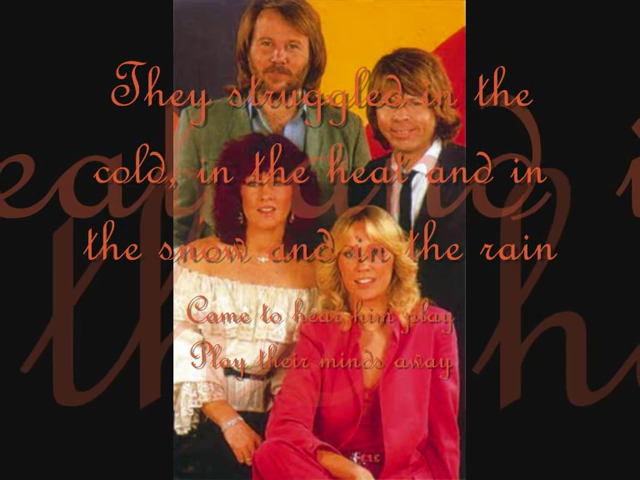 They struggled in the
cold, in the heat and in
the snow and in the rain
Came to hear him play
Play their minds away